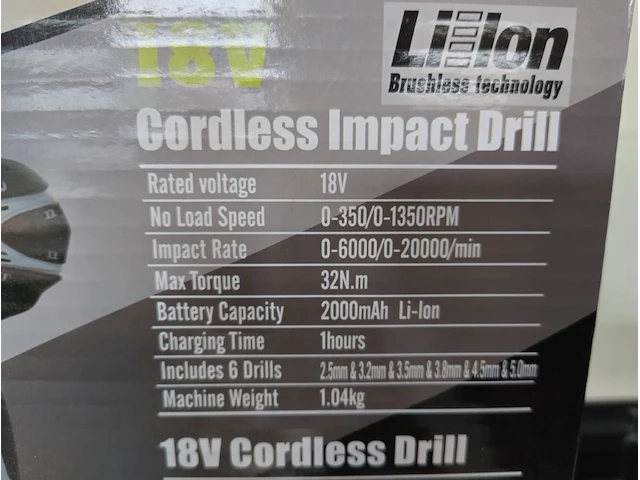 18V
Li-Ion
Brushless technology
Cordless Impact Drill
Rated voltage 18V
No Load Speed 0-350/0-1350RPM
Impact Rate 0-6000/0-20000/min
Max Torque 32N.m
Battery Capacity 2000mAh Li-Ion
Charging Time 1hours
Includes 6 Drills 2.5mm & 3.2mm & 3.5mm & 3.8mm & 4.5mm & 5.0mm
Machine Weight 1.04kg
18V Cordless Drill